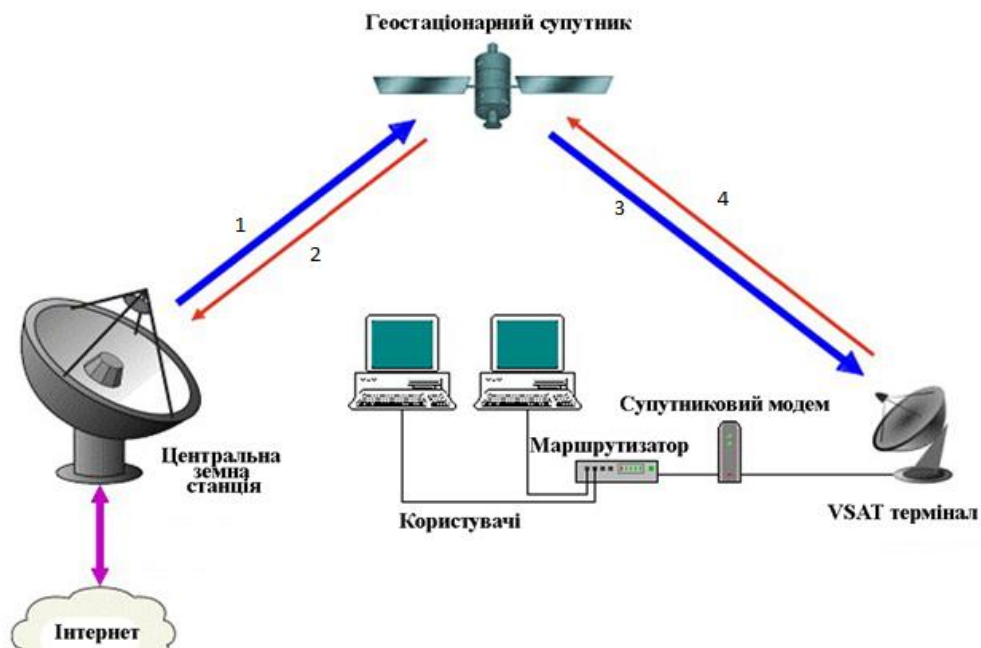 Геостаціонарний супутник
1
2
3
4
Супутниковий модем
Маршрутизатор
Центральна
земна
станція
Користувачі
VSAT термінал
Інтернет